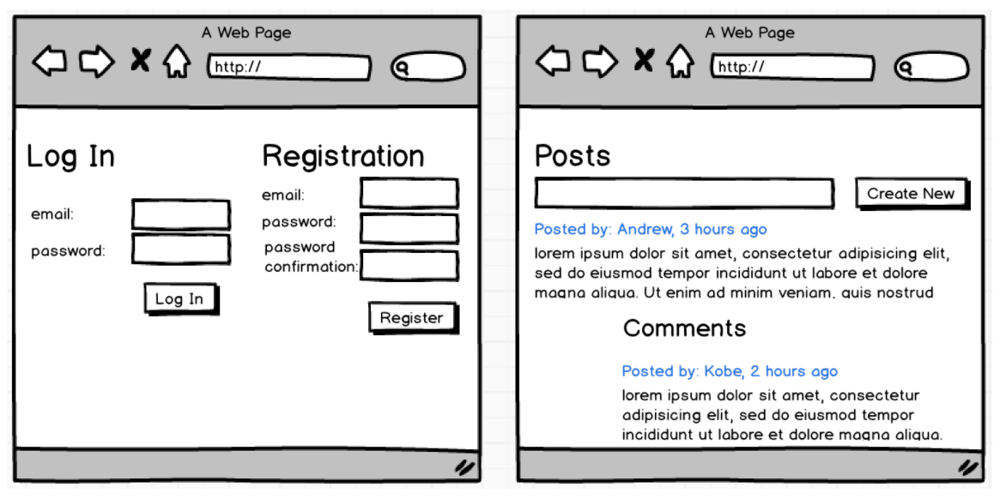 A Web Page
http://
Log In
email:
password:
Log In
Registration
email:
password:
password
confirmation:
Register
A Web Page
http://
Posts
Create New
Posted by: Andrew, 3 hours ago
lorem ipsum dolor sit amet, consectetur adipisicing elit,
sed do eiusmod tempor incididunt ut labore et dolore
magna aliqua. Ut enim ad minim veniam, quis nostrud
Comments
Posted by: Kobe, 2 hours ago
lorem ipsum dolor sit amet, consectetur
adipisicing elit, sed do eiusmod tempor
incididunt ut labore et dolore magna aliqua.